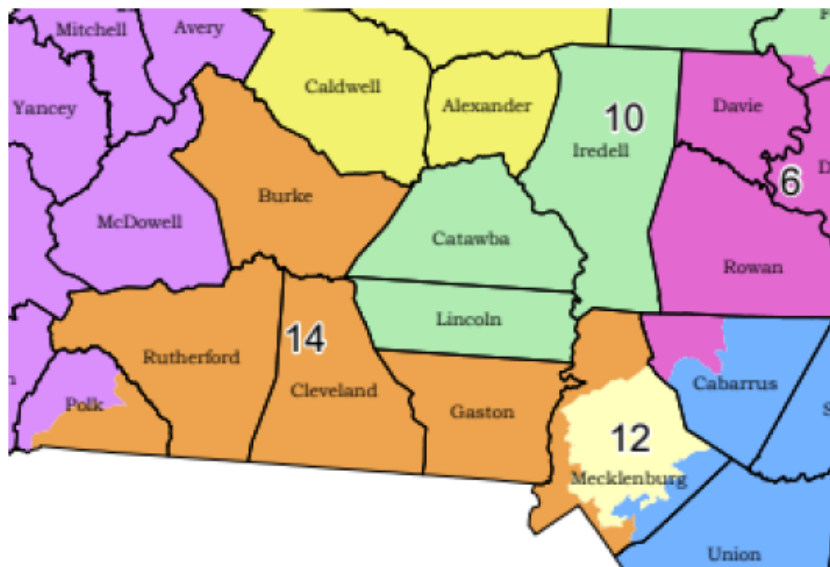 Mitchell
Avery
Yancey
Caldwell
Alexander
10
Iredell
Davie
6
D
Burke
McDowell
Catawba
Rowan
Lincoln
14
Rutherford
Cleveland
Gaston
Polk
Cabarrus
12
Mecklenburg
Union